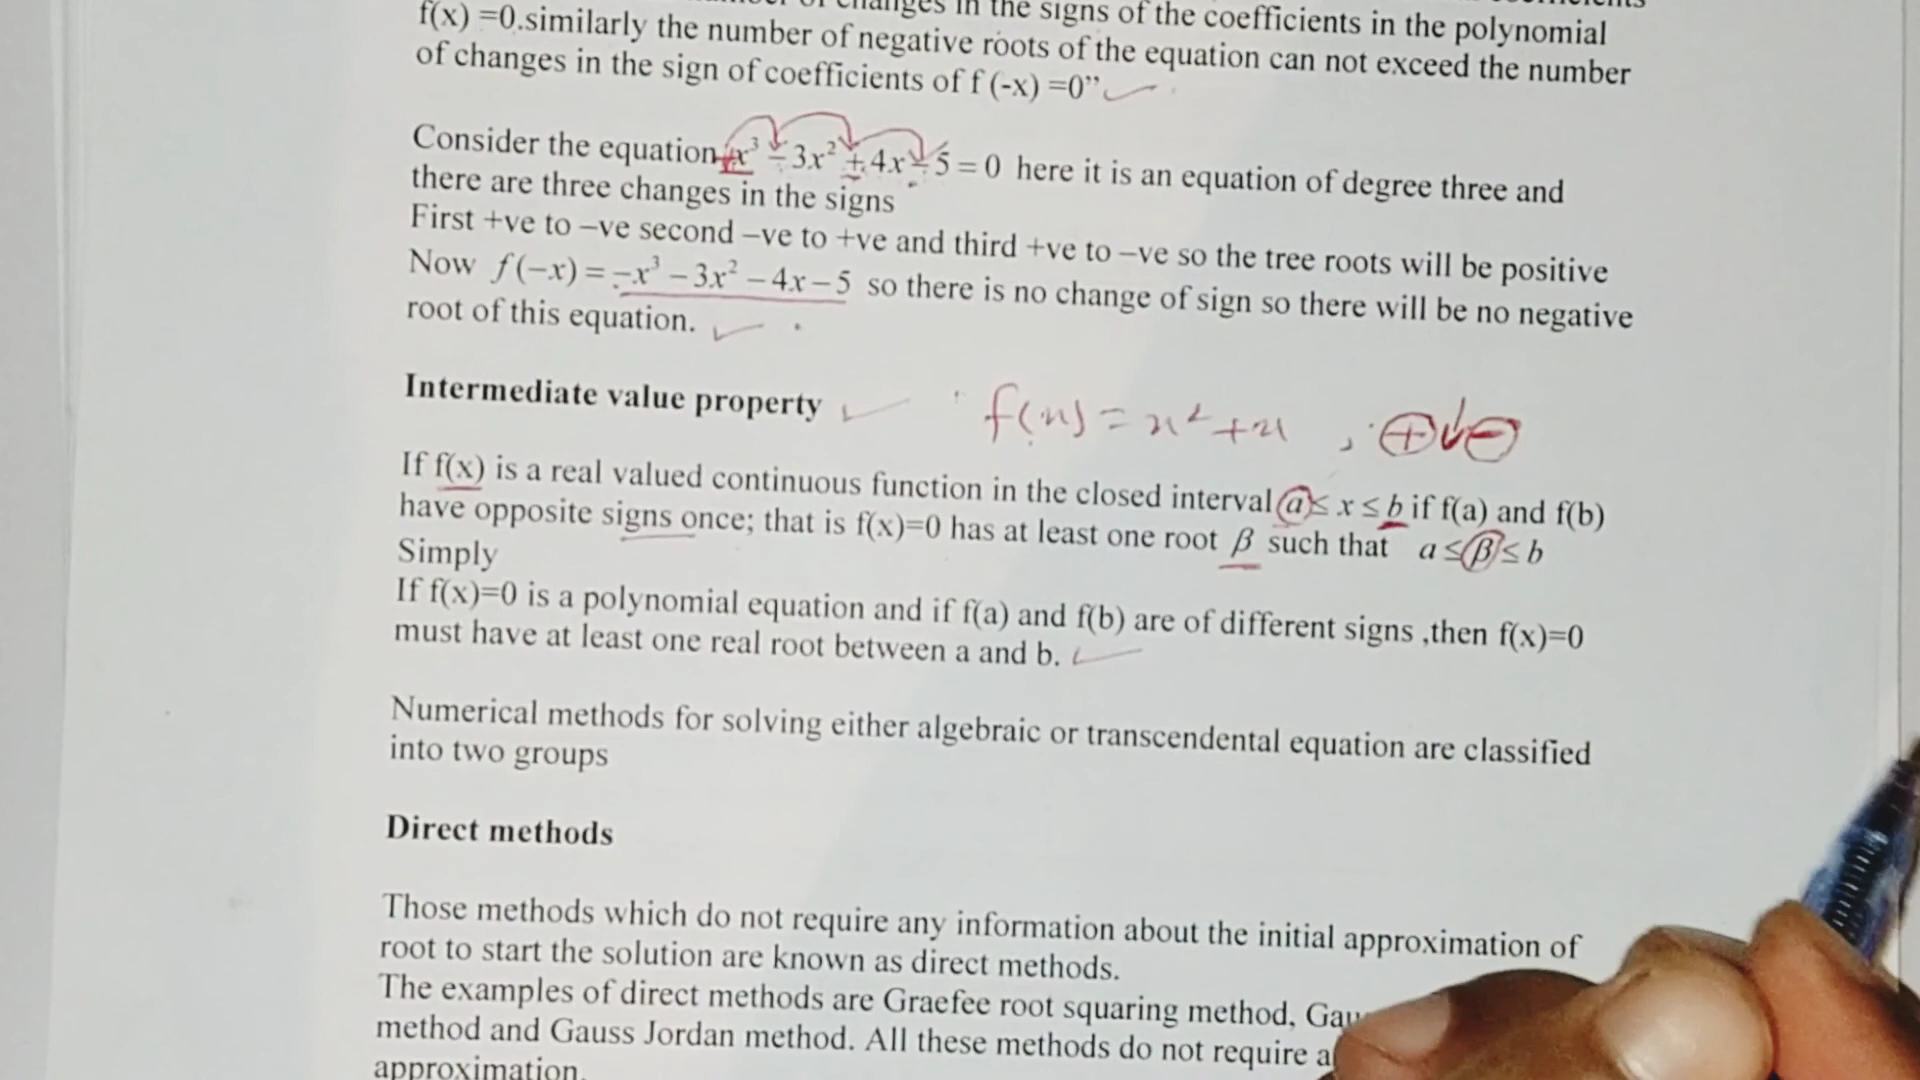 changes in the signs of the coefficients in the polynomial
f(x) =0.similarly the number of negative roots of the equation can not exceed the number
of changes in the sign of coefficients of f (-x) =0”
Consider the equation x³ − 3x² + 4x − 5 = 0 here it is an equation of degree three and
there are three changes in the signs
First +ve to –ve second –ve to +ve and third +ve to –ve so the tree roots will be positive
Now f(−x) = −x³ − 3x² − 4x − 5 so there is no change of sign so there will be no negative
root of this equation.
Intermediate value property
f(x) = x² + x , + −
If f(x) is a real valued continuous function in the closed interval a ≤ x ≤ b if f(a) and f(b)
have opposite signs once; that is f(x)=0 has at least one root β such that a ≤ β ≤ b
Simply
If f(x)=0 is a polynomial equation and if f(a) and f(b) are of different signs ,then f(x)=0
must have at least one real root between a and b.
Numerical methods for solving either algebraic or transcendental equation are classified
into two groups
Direct methods
Those methods which do not require any information about the initial approximation of
root to start the solution are known as direct methods.
The examples of direct methods are Graefee root squaring method,
method and Gauss Jordan method. All these methods do not require
approximation.